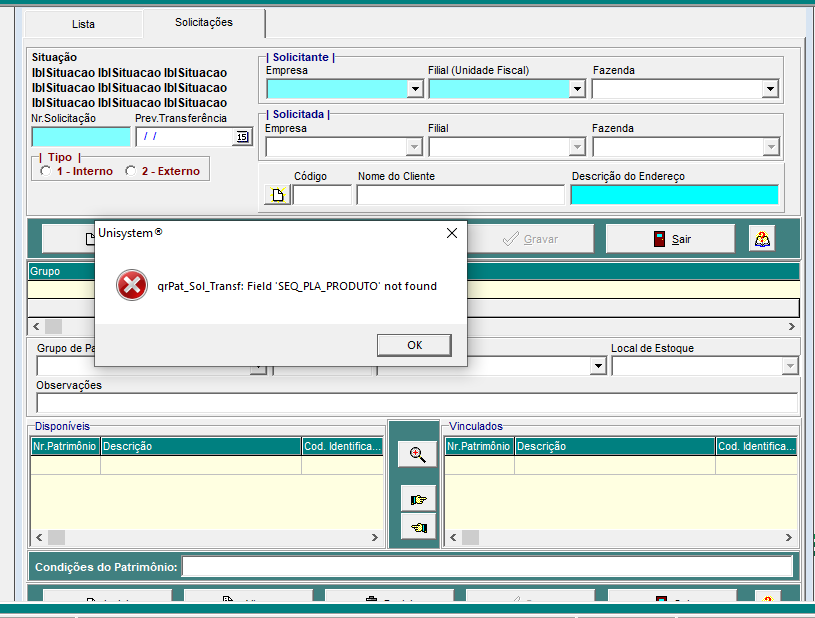 Lista
Solicitações
Situação
lblSituacao lblSituacao lblSituacao
lblSituacao lblSituacao lblSituacao
lblSituacao lblSituacao lblSituacao
Nr.Solicitação
Prev.Transferência
/ /
15
| Tipo |
1 - Interno
2 - Externo
| Solicitante |
Empresa
Filial (Unidade Fiscal)
Fazenda
| Solicitada |
Empresa
Filial
Fazenda
Código
Nome do Cliente
Descrição do Endereço
Gravar
Sair
Unisystem®
qrPat_Sol_Transf: Field 'SEQ_PLA_PRODUTO' not found
OK
Grupo
Grupo de Pa
Local de Estoque
Observações
Disponíveis
Nr.Patrimônio
Descrição
Cod. Identifica...
Vinculados
Nr.Patrimônio
Descrição
Cod. Identifica...
Condições do Patrimônio: